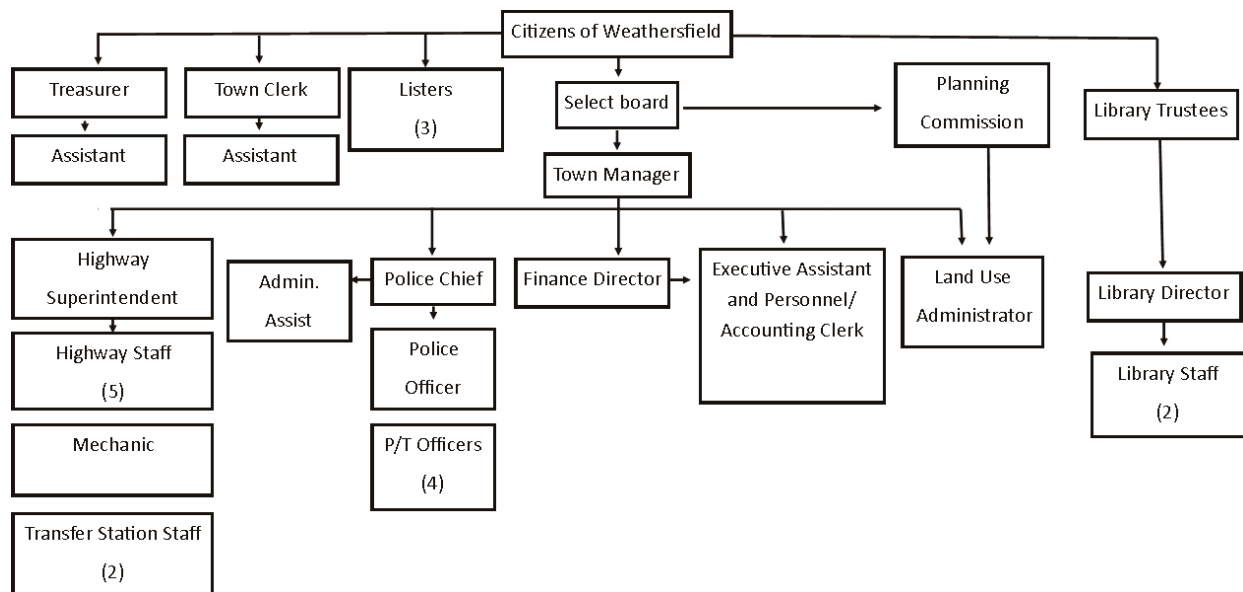 Citizens of Weathersfield
Treasurer
Town Clerk
Listers
(3)
Select board
Planning
Commission
Library Trustees
Assistant
Assistant
Town Manager
Highway
Superintendent
Admin.
Assist
Police Chief
Finance Director
Executive Assistant
and Personnel/
Accounting Clerk
Land Use
Administrator
Library Director
Highway Staff
(5)
Police
Officer
Library Staff
(2)
Mechanic
P/T Officers
(4)
Transfer Station Staff
(2)